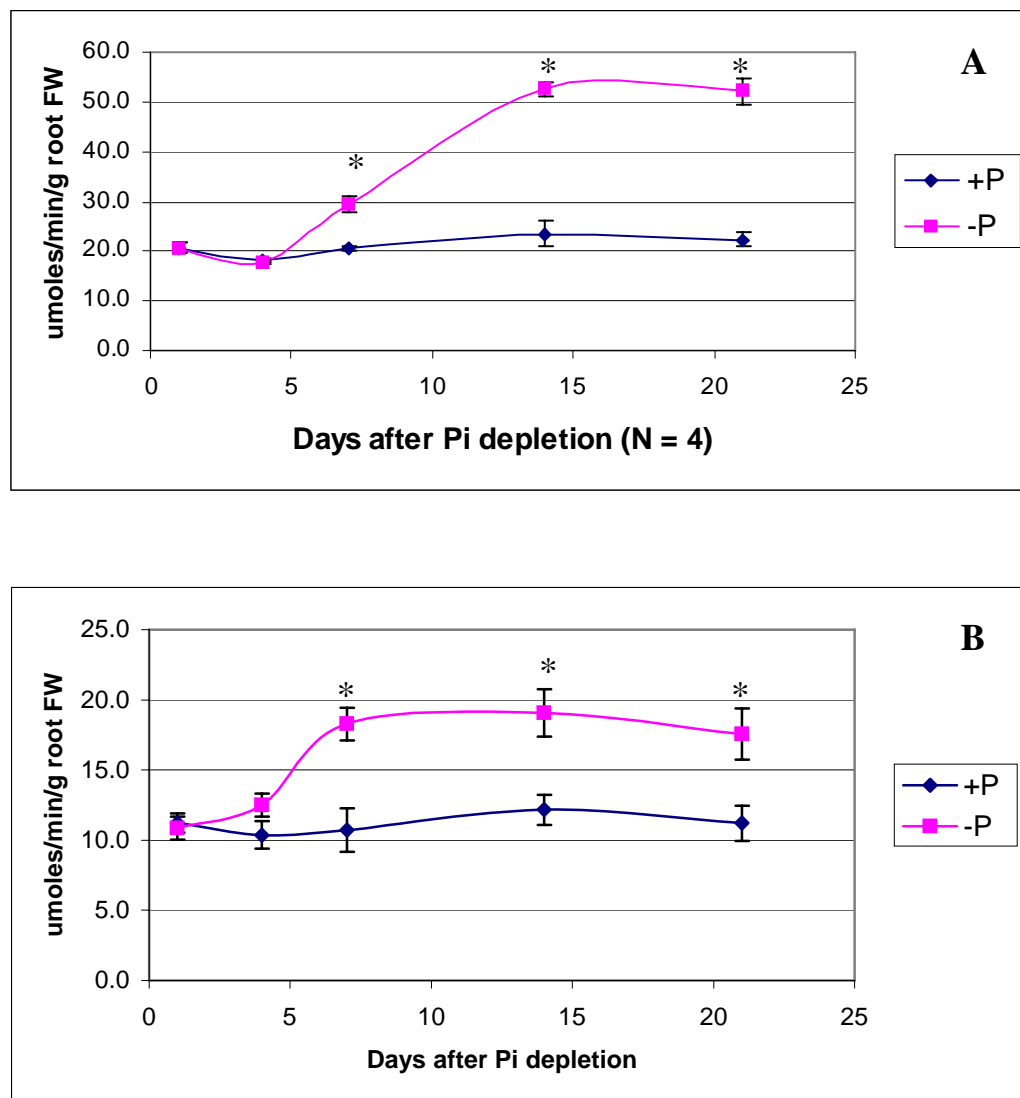 A
60.0
50.0
40.0
30.0
20.0
10.0
0.0
umoles/min/g root FW
* * *
0 5 10 15 20 25
Days after Pi depletion (N = 4)
+P
-P
B
25.0
20.0
15.0
10.0
5.0
0.0
umoles/min/g root FW
* * *
0 5 10 15 20 25
Days after Pi depletion
+P
-P